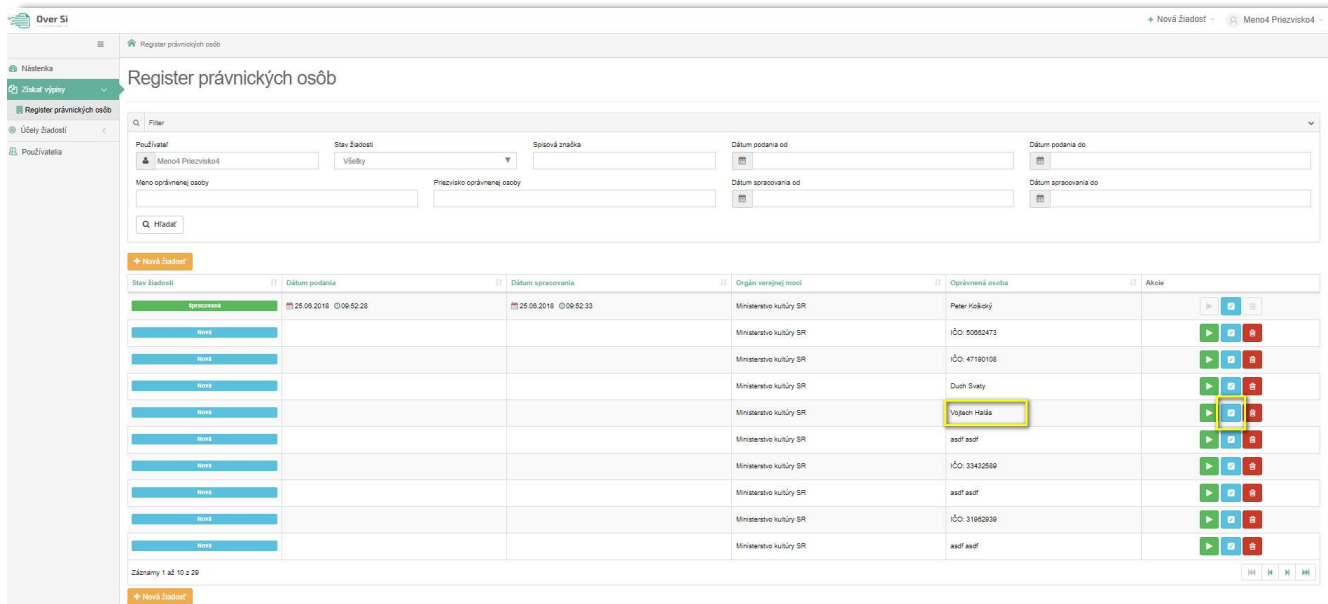 Over Si
+ Nová žiadosť
Meno4 Priezvisko4
Register právnických osôb
Nástenka
Získať výpisy
Register právnických osôb
Účely žiadostí
Používatelia
Register právnických osôb
Filter
Používateľ
Stav žiadosti
Spisová značka
Dátum podania od
Dátum podania do
Meno4 Priezvisko4
Všetky
Meno oprávnenej osoby
Priezvisko oprávnenej osoby
Dátum spracovania od
Dátum spracovania do
Hľadať
+ Nová žiadosť
Stav žiadosti Dátum podania Dátum spracovania Orgán verejnej moci Oprávnená osoba Akcie
Spracovaná 25.06.2018 09:52:28 25.06.2018 09:52:33 Ministerstvo kultúry SR Peter Košický
Nová Ministerstvo kultúry SR IČO: 50662473
Nová Ministerstvo kultúry SR IČO: 47190108
Nová Ministerstvo kultúry SR Duch Svaty
Nová Ministerstvo kultúry SR Vojtech Halás
Nová Ministerstvo kultúry SR asdf asdf
Nová Ministerstvo kultúry SR IČO: 33432589
Nová Ministerstvo kultúry SR asdf asdf
Nová Ministerstvo kultúry SR IČO: 31962939
Nová Ministerstvo kultúry SR asdf asdf
Záznamy 1 až 10 z 29
+ Nová žiadosť